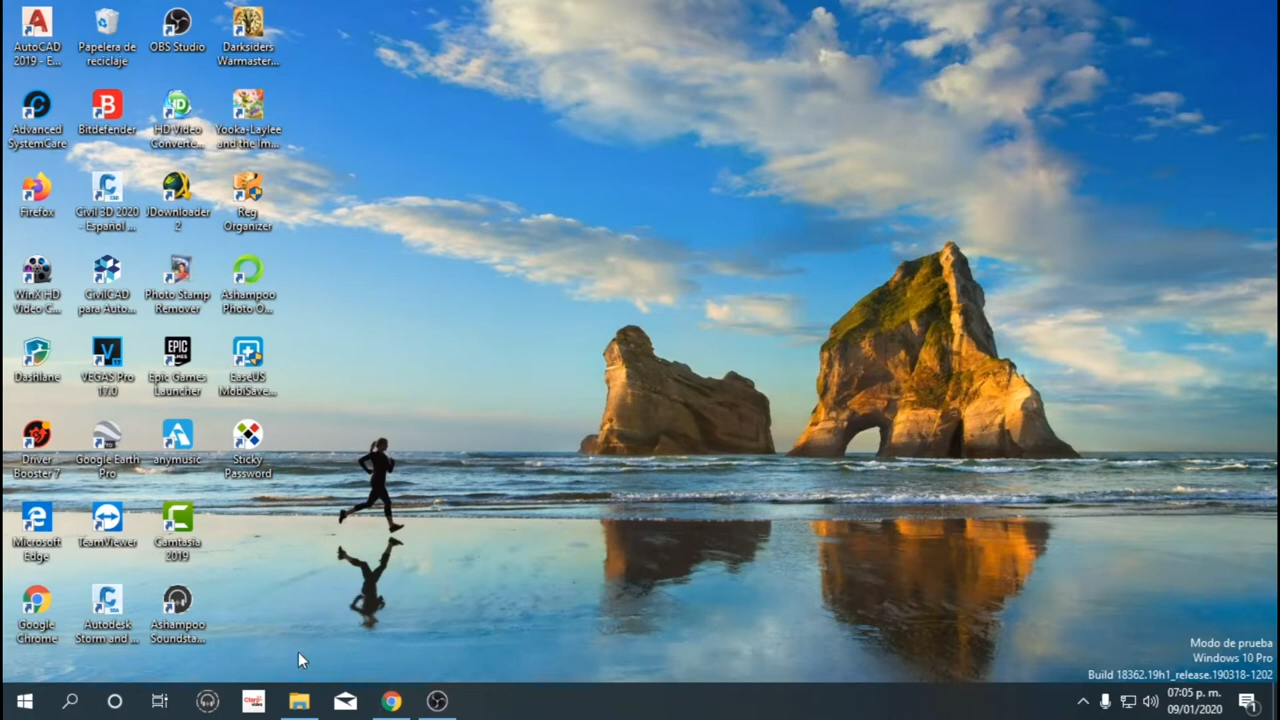 AutoCAD
2019 - E...
Papelera de
reciclaje
OBS Studio
Darksiders
Warmaster...
Advanced
SystemCare
Bitdefender
HD Video
Converte...
Yooka-Laylee
and the Im...
Firefox
Civil 3D 2020
- Español ...
JDownloader
2
Reg
Organizer
WinX HD
Video C...
CivilCAD
para Auto...
Photo Stamp
Remover
Ashampoo
Photo O...
Dashlane
VEGAS Pro
17.0
Epic Games
Launcher
EaseUS
MobiSave...
Driver
Booster 7
Google Earth
Pro
anymusic
Sticky
Password
Microsoft
Edge
TeamViewer
Camtasia
2019
Google
Chrome
Autodesk
Storm and ...
Ashampoo
Soundsta...
Modo de prueba
Windows 10 Pro
Build 18362.19h1_release.190318-1202
07:05 p. m.
09/01/2020